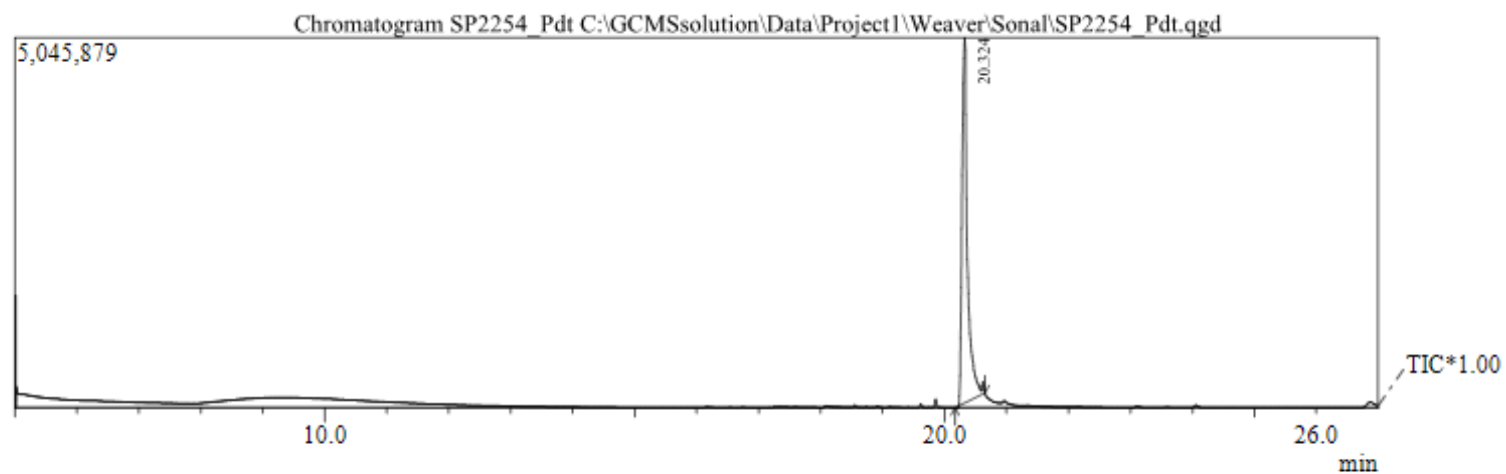 Chromatogram SP2254_Pdt C:\GCMSsolution\Data\Project1\Weaver\Sonal\SP2254_Pdt.qgd
5,045,879
20.324
TIC*1.00
10.0 20.0 26.0
min